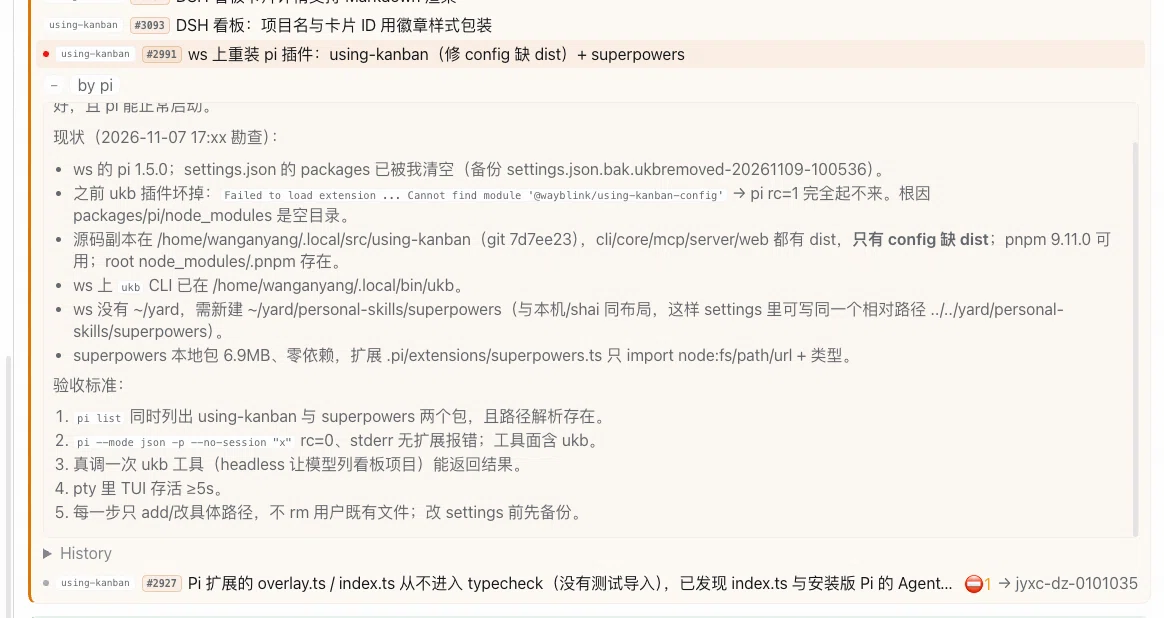 using-kanban #3093 DSH 看板：项目名与卡片 ID 用徽章样式包装
using-kanban #2991 ws 上重装 pi 插件：using-kanban（修 config 缺 dist）+ superpowers
− by pi
好，且 pi 能正常启动。
现状（2026-11-07 17:xx 勘查）：
• ws 的 pi 1.5.0；settings.json 的 packages 已被我清空（备份 settings.json.bak.ukbremoved-20261109-100536）。
• 之前 ukb 插件坏掉：Failed to load extension ... Cannot find module '@wayblink/using-kanban-config' → pi rc=1 完全起不来。根因
packages/pi/node_modules 是空目录。
• 源码副本在 /home/wanganyang/.local/src/using-kanban（git 7d7ee23），cli/core/mcp/server/web 都有 dist，只有 config 缺 dist；pnpm 9.11.0 可
用；root node_modules/.pnpm 存在。
• ws 上 ukb CLI 已在 /home/wanganyang/.local/bin/ukb。
• ws 没有 ~/yard，需新建 ~/yard/personal-skills/superpowers（与本机/shai 同布局，这样 settings 里可写同一个相对路径 ../../yard/personal-
skills/superpowers）。
• superpowers 本地包 6.9MB、零依赖，扩展 .pi/extensions/superpowers.ts 只 import node:fs/path/url + 类型。
验收标准：
1. pi list 同时列出 using-kanban 与 superpowers 两个包，且路径解析存在。
2. pi --mode json -p --no-session "x" rc=0、stderr 无扩展报错；工具面含 ukb。
3. 真调一次 ukb 工具（headless 让模型列看板项目）能返回结果。
4. pty 里 TUI 存活 ≥5s。
5. 每一步只 add/改具体路径，不 rm 用户既有文件；改 settings 前先备份。
▶ History
using-kanban #2927 Pi 扩展的 overlay.ts / index.ts 从不进入 typecheck（没有测试导入），已发现 index.ts 与安装版 Pi 的 Agent... ⛔1 → jyxc-dz-0101035